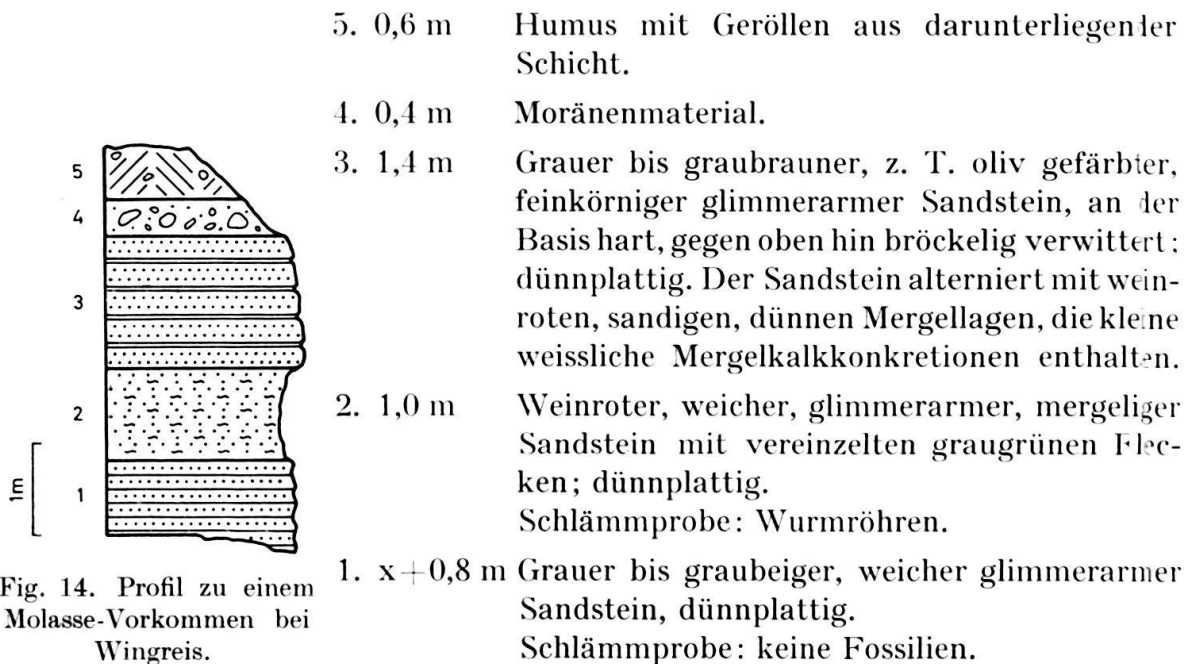 5. 0,6 m Humus mit Geröllen aus darunterliegender
Schicht.
4. 0,4 m Moränenmaterial.
3. 1,4 m Grauer bis graubrauner, z. T. oliv gefärbter,
feinkörniger glimmerarmer Sandstein, an der
Basis hart, gegen oben hin bröckelig verwittert;
dünnplattig. Der Sandstein alterniert mit wein-
roten, sandigen, dünnen Mergellagen, die kleine
weissliche Mergelkalkkonkretionen enthalten.
2. 1,0 m Weinroter, weicher, glimmerarmer, mergeliger
Sandstein mit vereinzelten graugrünen Flec-
ken; dünnplattig.
Schlämmprobe: Wurmröhren.
1. x+0,8 m Grauer bis graubeiger, weicher glimmerarmer
Sandstein, dünnplattig.
Schlämmprobe: keine Fossilien.
5
4
3
2
1
1m
Fig. 14. Profil zu einem
Molasse-Vorkommen bei
Wingreis.